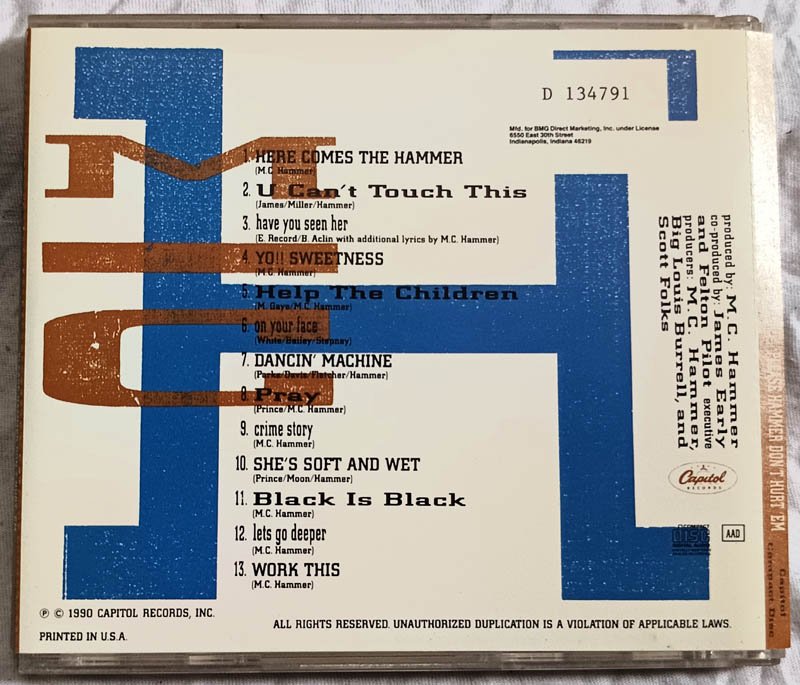 D 134791
Mfd. for BMG Direct Marketing, Inc. under License
6550 East 30th Street
Indianapolis, Indiana 46219
M.C.
H
1. HERE COMES THE HAMMER
(M.C. Hammer)
2. U Can't Touch This
(James/Miller/Hammer)
3. have you seen her
(E. Record/B. Aclin with additional lyrics by M.C. Hammer)
4. YO!! SWEETNESS
(M.C. Hammer)
5. Help The Children
(M. Gaye/M.C. Hammer)
6. on your face
(White/Bailey/Stepney)
7. DANCIN' MACHINE
(Parks/Davis/Fletcher/Hammer)
8. Pray
(Prince/M.C. Hammer)
9. crime story
(M.C. Hammer)
10. SHE'S SOFT AND WET
(Prince/Moon/Hammer)
11. Black Is Black
(M.C. Hammer)
12. lets go deeper
(M.C. Hammer)
13. WORK THIS
(M.C. Hammer)
produced by: M.C. Hammer
co-produced by: James Early
and Felton Pilot executive
producers: M.C. Hammer,
Big Louis Burrell, and
Scott Folks
Capitol
RECORDS
COMPACT
DISC
DIGITAL AUDIO
AAD
℗ © 1990 CAPITOL RECORDS, INC.
PRINTED IN U.S.A.
ALL RIGHTS RESERVED. UNAUTHORIZED DUPLICATION IS A VIOLATION OF APPLICABLE LAWS.
HAMMER DON'T HURT 'EM
Capitol
Compact Disc